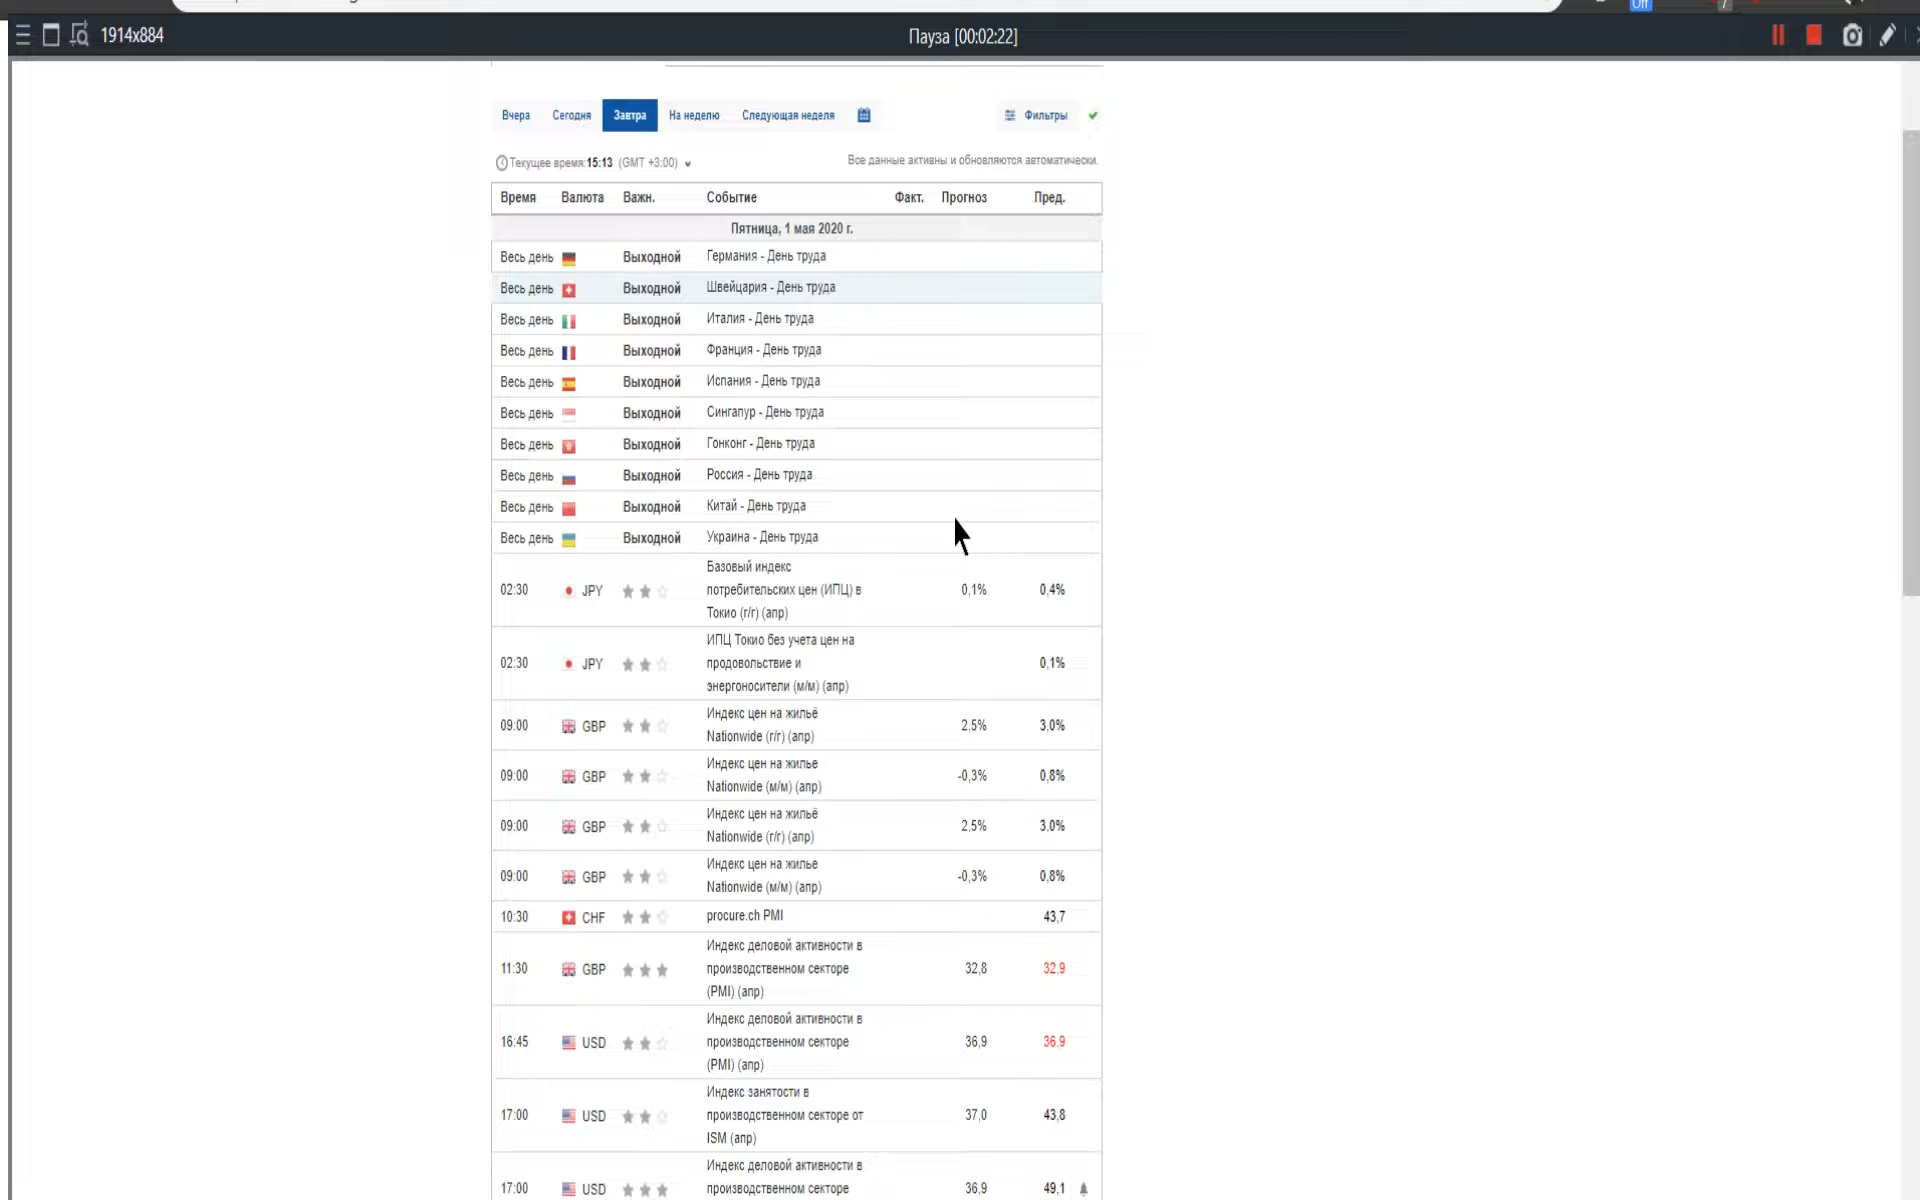 Off
1914x884
Пауза [00:02:22]
Вчера Сегодня Завтра На неделю Следующая неделя Фильтры
Текущее время:15:13 (GMT +3:00)
Все данные активны и обновляются автоматически.
Время Валюта Важн. Событие Факт. Прогноз Пред.
Пятница, 1 мая 2020 г.
Весь день Выходной Германия - День труда
Весь день Выходной Швейцария - День труда
Весь день Выходной Италия - День труда
Весь день Выходной Франция - День труда
Весь день Выходной Испания - День труда
Весь день Выходной Сингапур - День труда
Весь день Выходной Гонконг - День труда
Весь день Выходной Россия - День труда
Весь день Выходной Китай - День труда
Весь день Выходной Украина - День труда
Базовый индекс
02:30 JPY потребительских цен (ИПЦ) в 0,1% 0,4%
Токио (г/г) (апр)
ИПЦ Токио без учета цен на
02:30 JPY продовольствие и 0,1%
энергоносители (м/м) (апр)
Индекс цен на жильё
09:00 GBP 2,5% 3,0%
Nationwide (г/г) (апр)
Индекс цен на жилье
09:00 GBP -0,3% 0,8%
Nationwide (м/м) (апр)
Индекс цен на жильё
09:00 GBP 2,5% 3,0%
Nationwide (г/г) (апр)
Индекс цен на жилье
09:00 GBP -0,3% 0,8%
Nationwide (м/м) (апр)
10:30 CHF procure.ch PMI 43,7
Индекс деловой активности в
11:30 GBP производственном секторе 32,8 32,9
(PMI) (апр)
Индекс деловой активности в
16:45 USD производственном секторе 36,9 36,9
(PMI) (апр)
Индекс занятости в
17:00 USD производственном секторе от 37,0 43,8
ISM (апр)
Индекс деловой активности в
17:00 USD производственном секторе 36,9 49,1